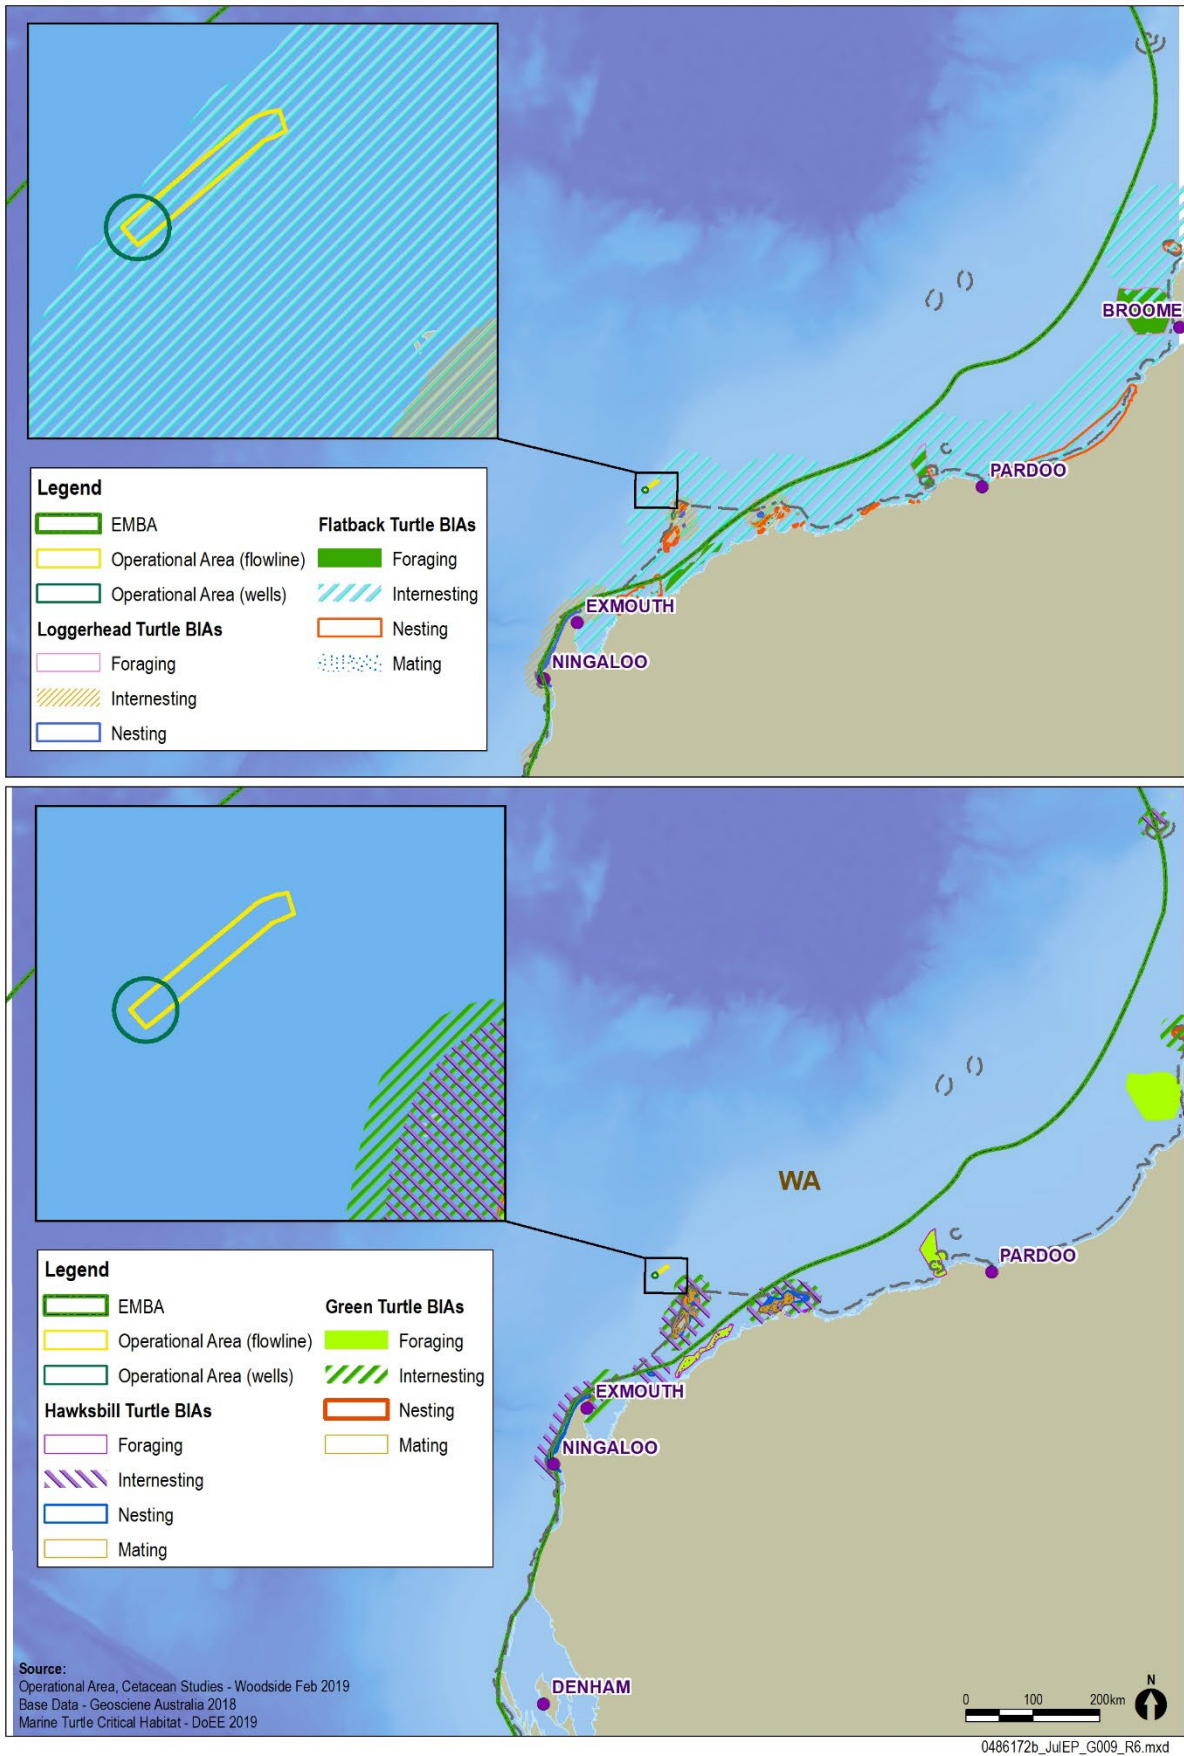 BROOME
PARDOO
EXMOUTH
NINGALOO
Legend
EMBA
Operational Area (flowline)
Operational Area (wells)
Loggerhead Turtle BIAs
Foraging
Internesting
Nesting
Flatback Turtle BIAs
Foraging
Internesting
Nesting
Mating
WA
PARDOO
EXMOUTH
NINGALOO
DENHAM
Legend
EMBA
Operational Area (flowline)
Operational Area (wells)
Hawksbill Turtle BIAs
Foraging
Internesting
Nesting
Mating
Green Turtle BIAs
Foraging
Internesting
Nesting
Mating
Source:
Operational Area, Cetacean Studies - Woodside Feb 2019
Base Data - Geosciene Australia 2018
Marine Turtle Critical Habitat - DoEE 2019
N
0 100 200km
0486172b_JulEP_G009_R6.mxd